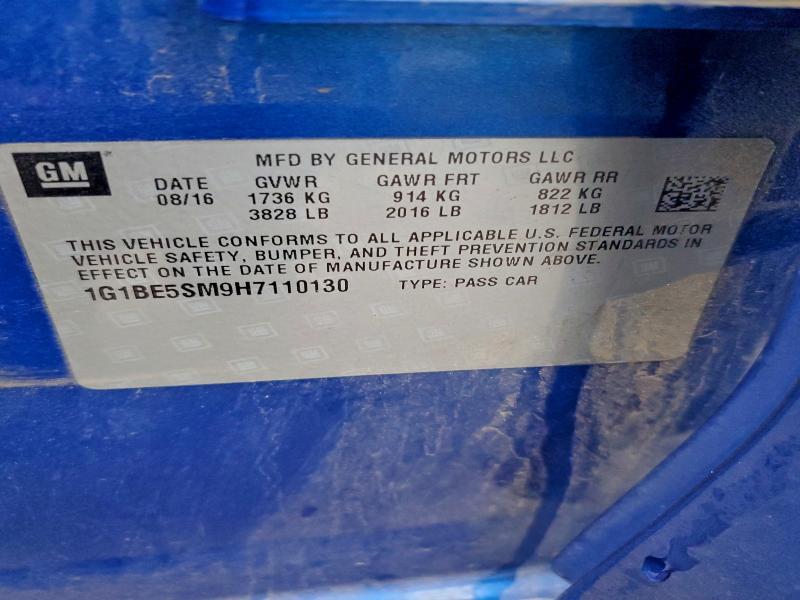 GM
MFD BY GENERAL MOTORS LLC
DATE GVWR GAWR FRT GAWR RR
08/16 1736 KG 914 KG 822 KG
3828 LB 2016 LB 1812 LB
THIS VEHICLE CONFORMS TO ALL APPLICABLE U.S. FEDERAL MOTOR
VEHICLE SAFETY, BUMPER, AND THEFT PREVENTION STANDARDS IN
EFFECT ON THE DATE OF MANUFACTURE SHOWN ABOVE.
1G1BE5SM9H7110130 TYPE: PASS CAR